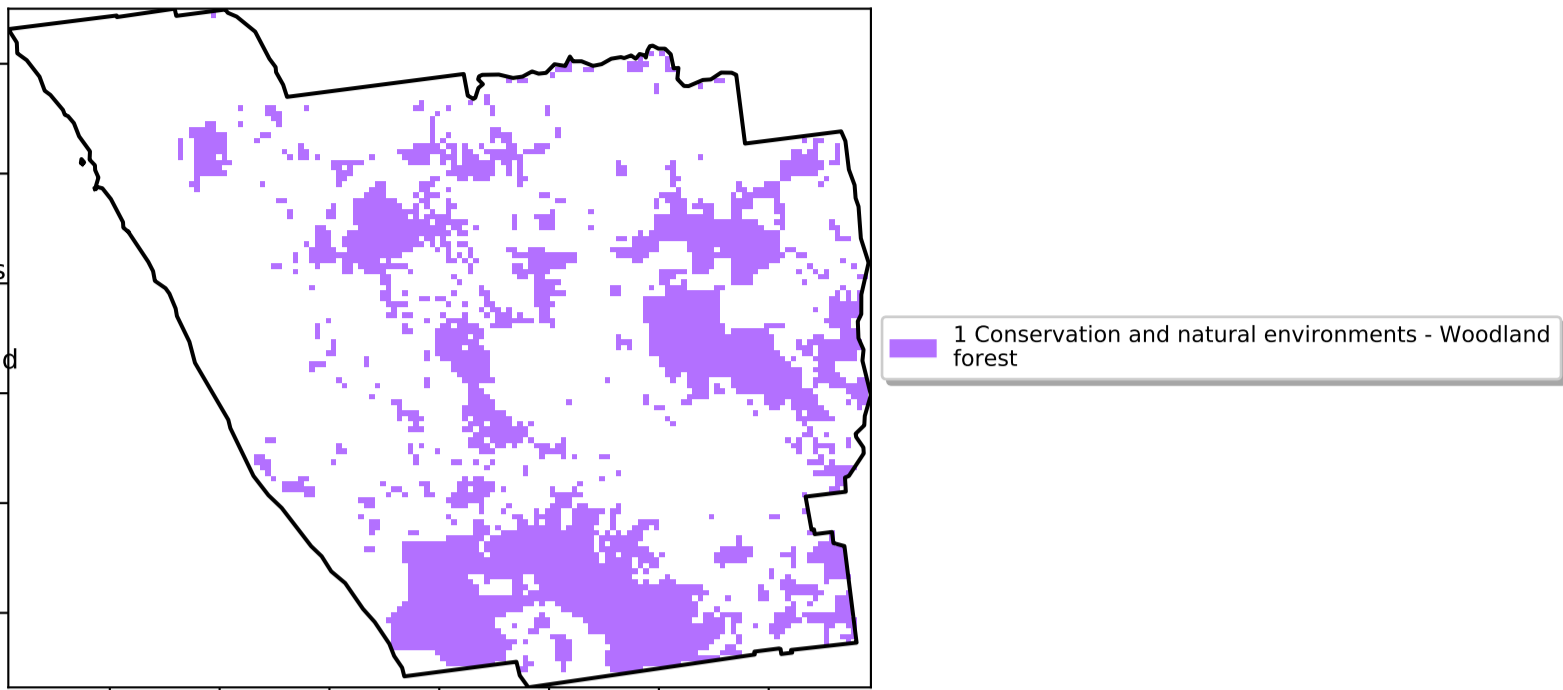 s
d
1 Conservation and natural environments - Woodland
forest